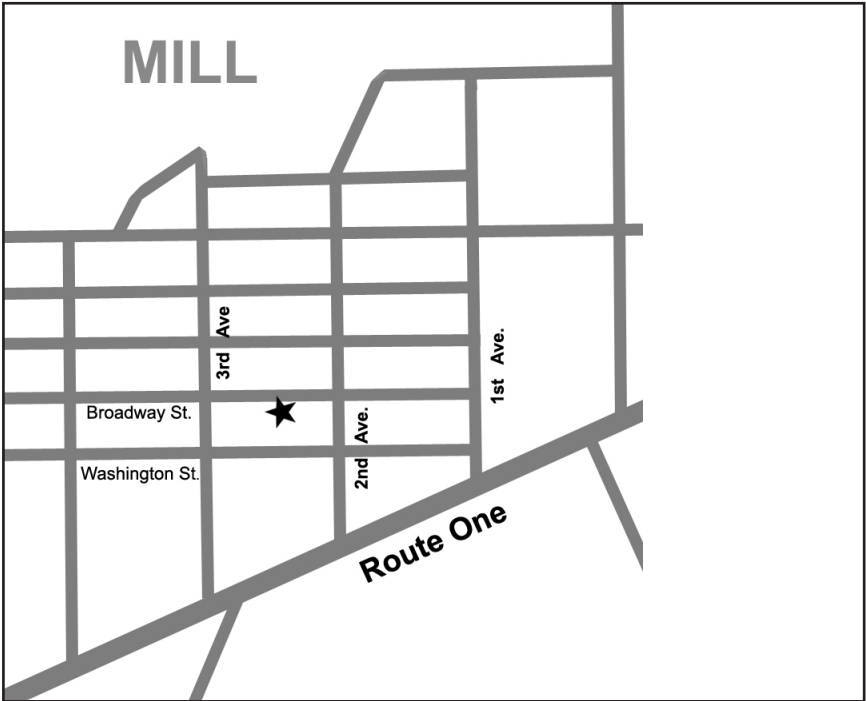 MILL
3rd Ave
1st Ave.
Broadway St.
2nd Ave.
Washington St.
Route One